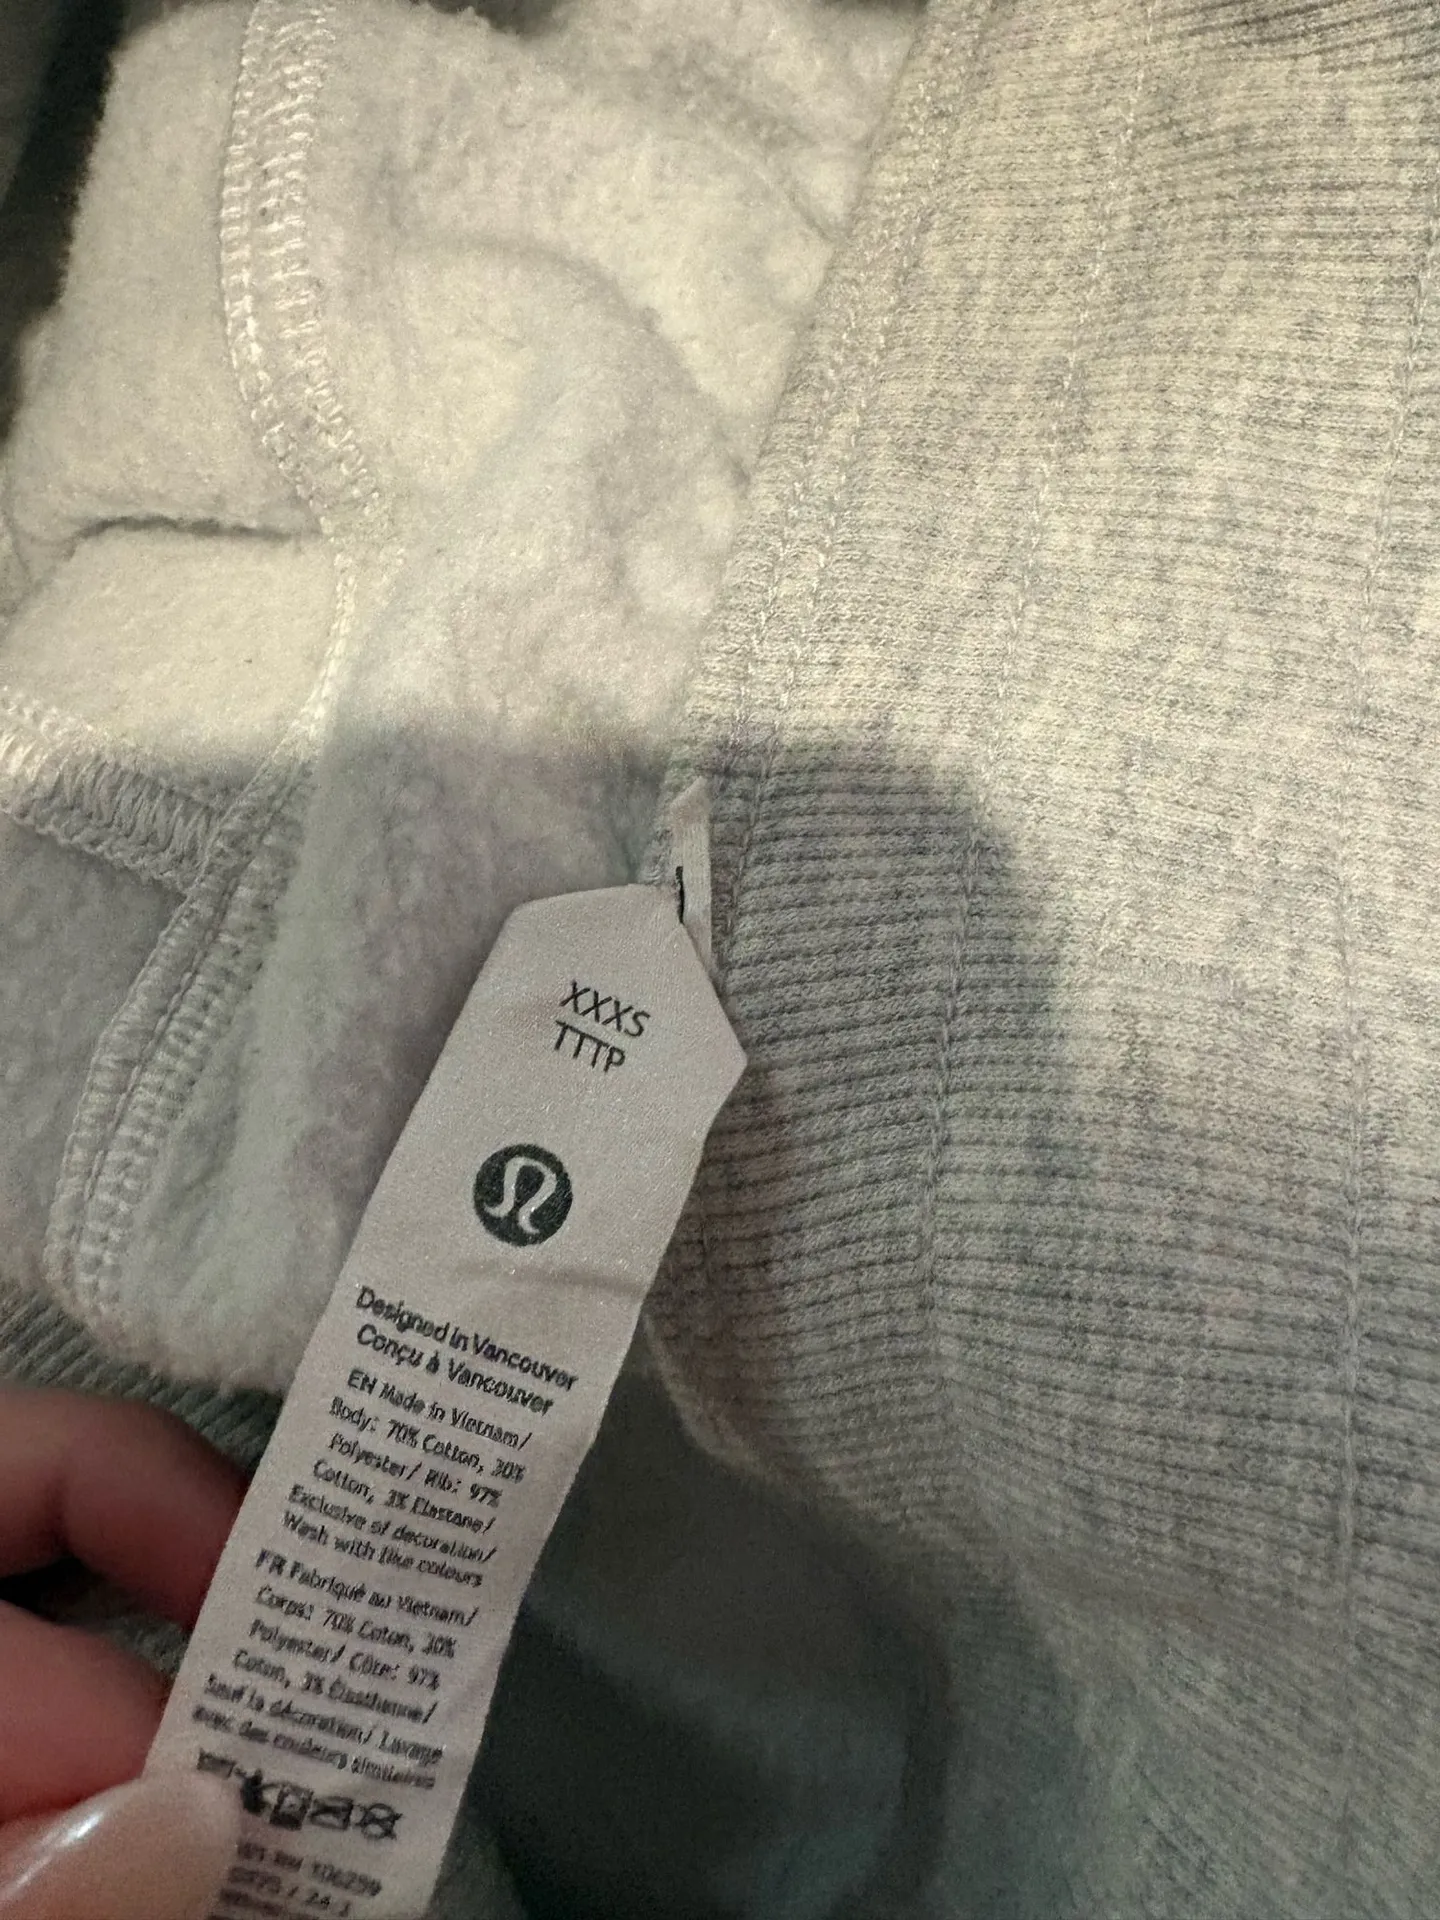 XXXS
TTTP
Designed in Vancouver
Conçu à Vancouver
EN Made in Vietnam/
Body: 70% Cotton, 30%
Polyester/ Rib: 97%
Cotton, 3% Elastane/
Exclusive of decoration/
Wash with like colours
FR Fabriqué au Vietnam/
Corps: 70% Coton, 30%
Polyester/ Côte: 97%
Coton, 3% Élasthanne/
Sauf la décoration/ Lavage
avec des couleurs similaires
RN 106259